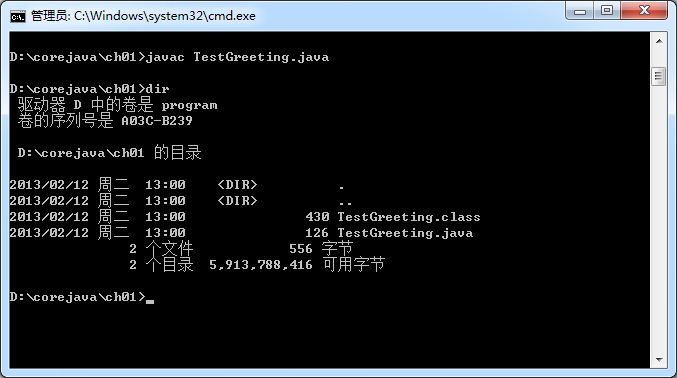 管理员: C:\Windows\system32\cmd.exe
D:\corejava\ch01>javac TestGreeting.java
D:\corejava\ch01>dir
驱动器 D 中的卷是 program
卷的序列号是 A03C-B239
D:\corejava\ch01 的目录
2013/02/12 周二  13:00    <DIR>          .
2013/02/12 周二  13:00    <DIR>          ..
2013/02/12 周二  13:00               430 TestGreeting.class
2013/02/12 周二  13:00               126 TestGreeting.java
2 个文件            556 字节
2 个目录  5,913,788,416 可用字节
D:\corejava\ch01>